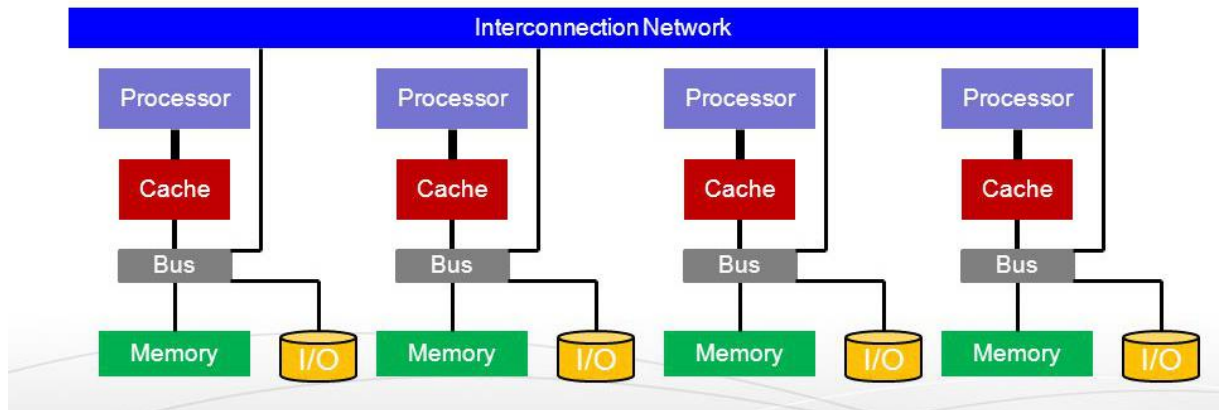 Interconnection Network
Processor
Processor
Processor
Processor
Cache
Cache
Cache
Cache
Bus
Bus
Bus
Bus
Memory
I/O
Memory
I/O
Memory
I/O
Memory
I/O